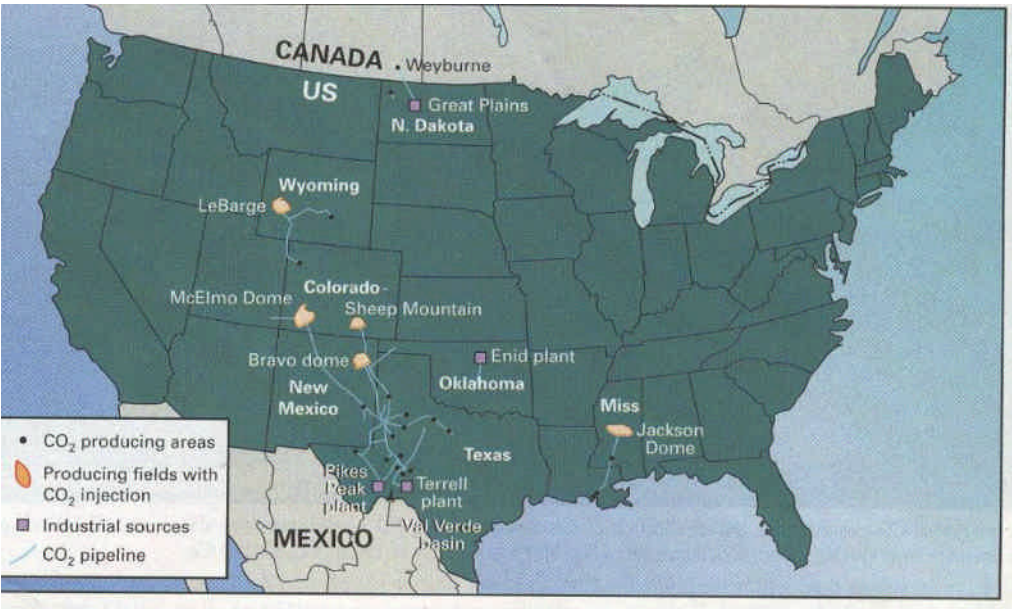 CANADA
Weyburne
US
Great Plains
N. Dakota
Wyoming
LeBarge
Colorado-
McElmo Dome
Sheep Mountain
Bravo dome
Enid plant
New
Mexico
Oklahoma
Miss
Jackson
Dome
Texas
Pikes
Peak
plant
Terrell
plant
Val Verde
basin
MEXICO
CO₂ producing areas
Producing fields with
CO₂ injection
Industrial sources
CO₂ pipeline